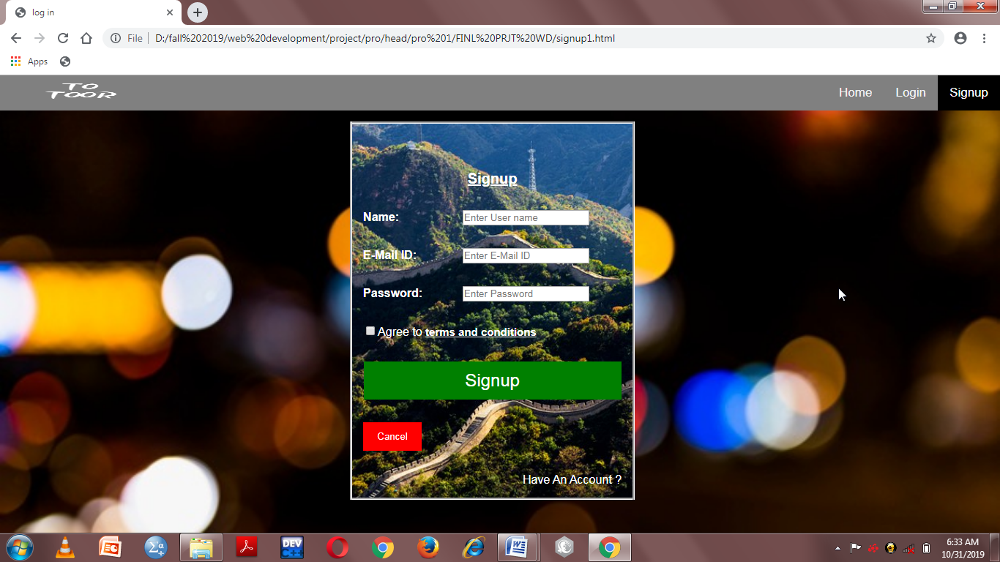 log in
File D:/fall%202019/web%20development/project/pro/head/pro%201/FINL%20PRJT%20WD/signup1.html
Apps
TO
TOOR
Home Login Signup
Signup
Name: Enter User name
E-Mail ID: Enter E-Mail ID
Password: Enter Password
Agree to terms and conditions
Signup
Cancel
Have An Account ?
DEV
C++
Σα
W
6:33 AM
10/31/2019